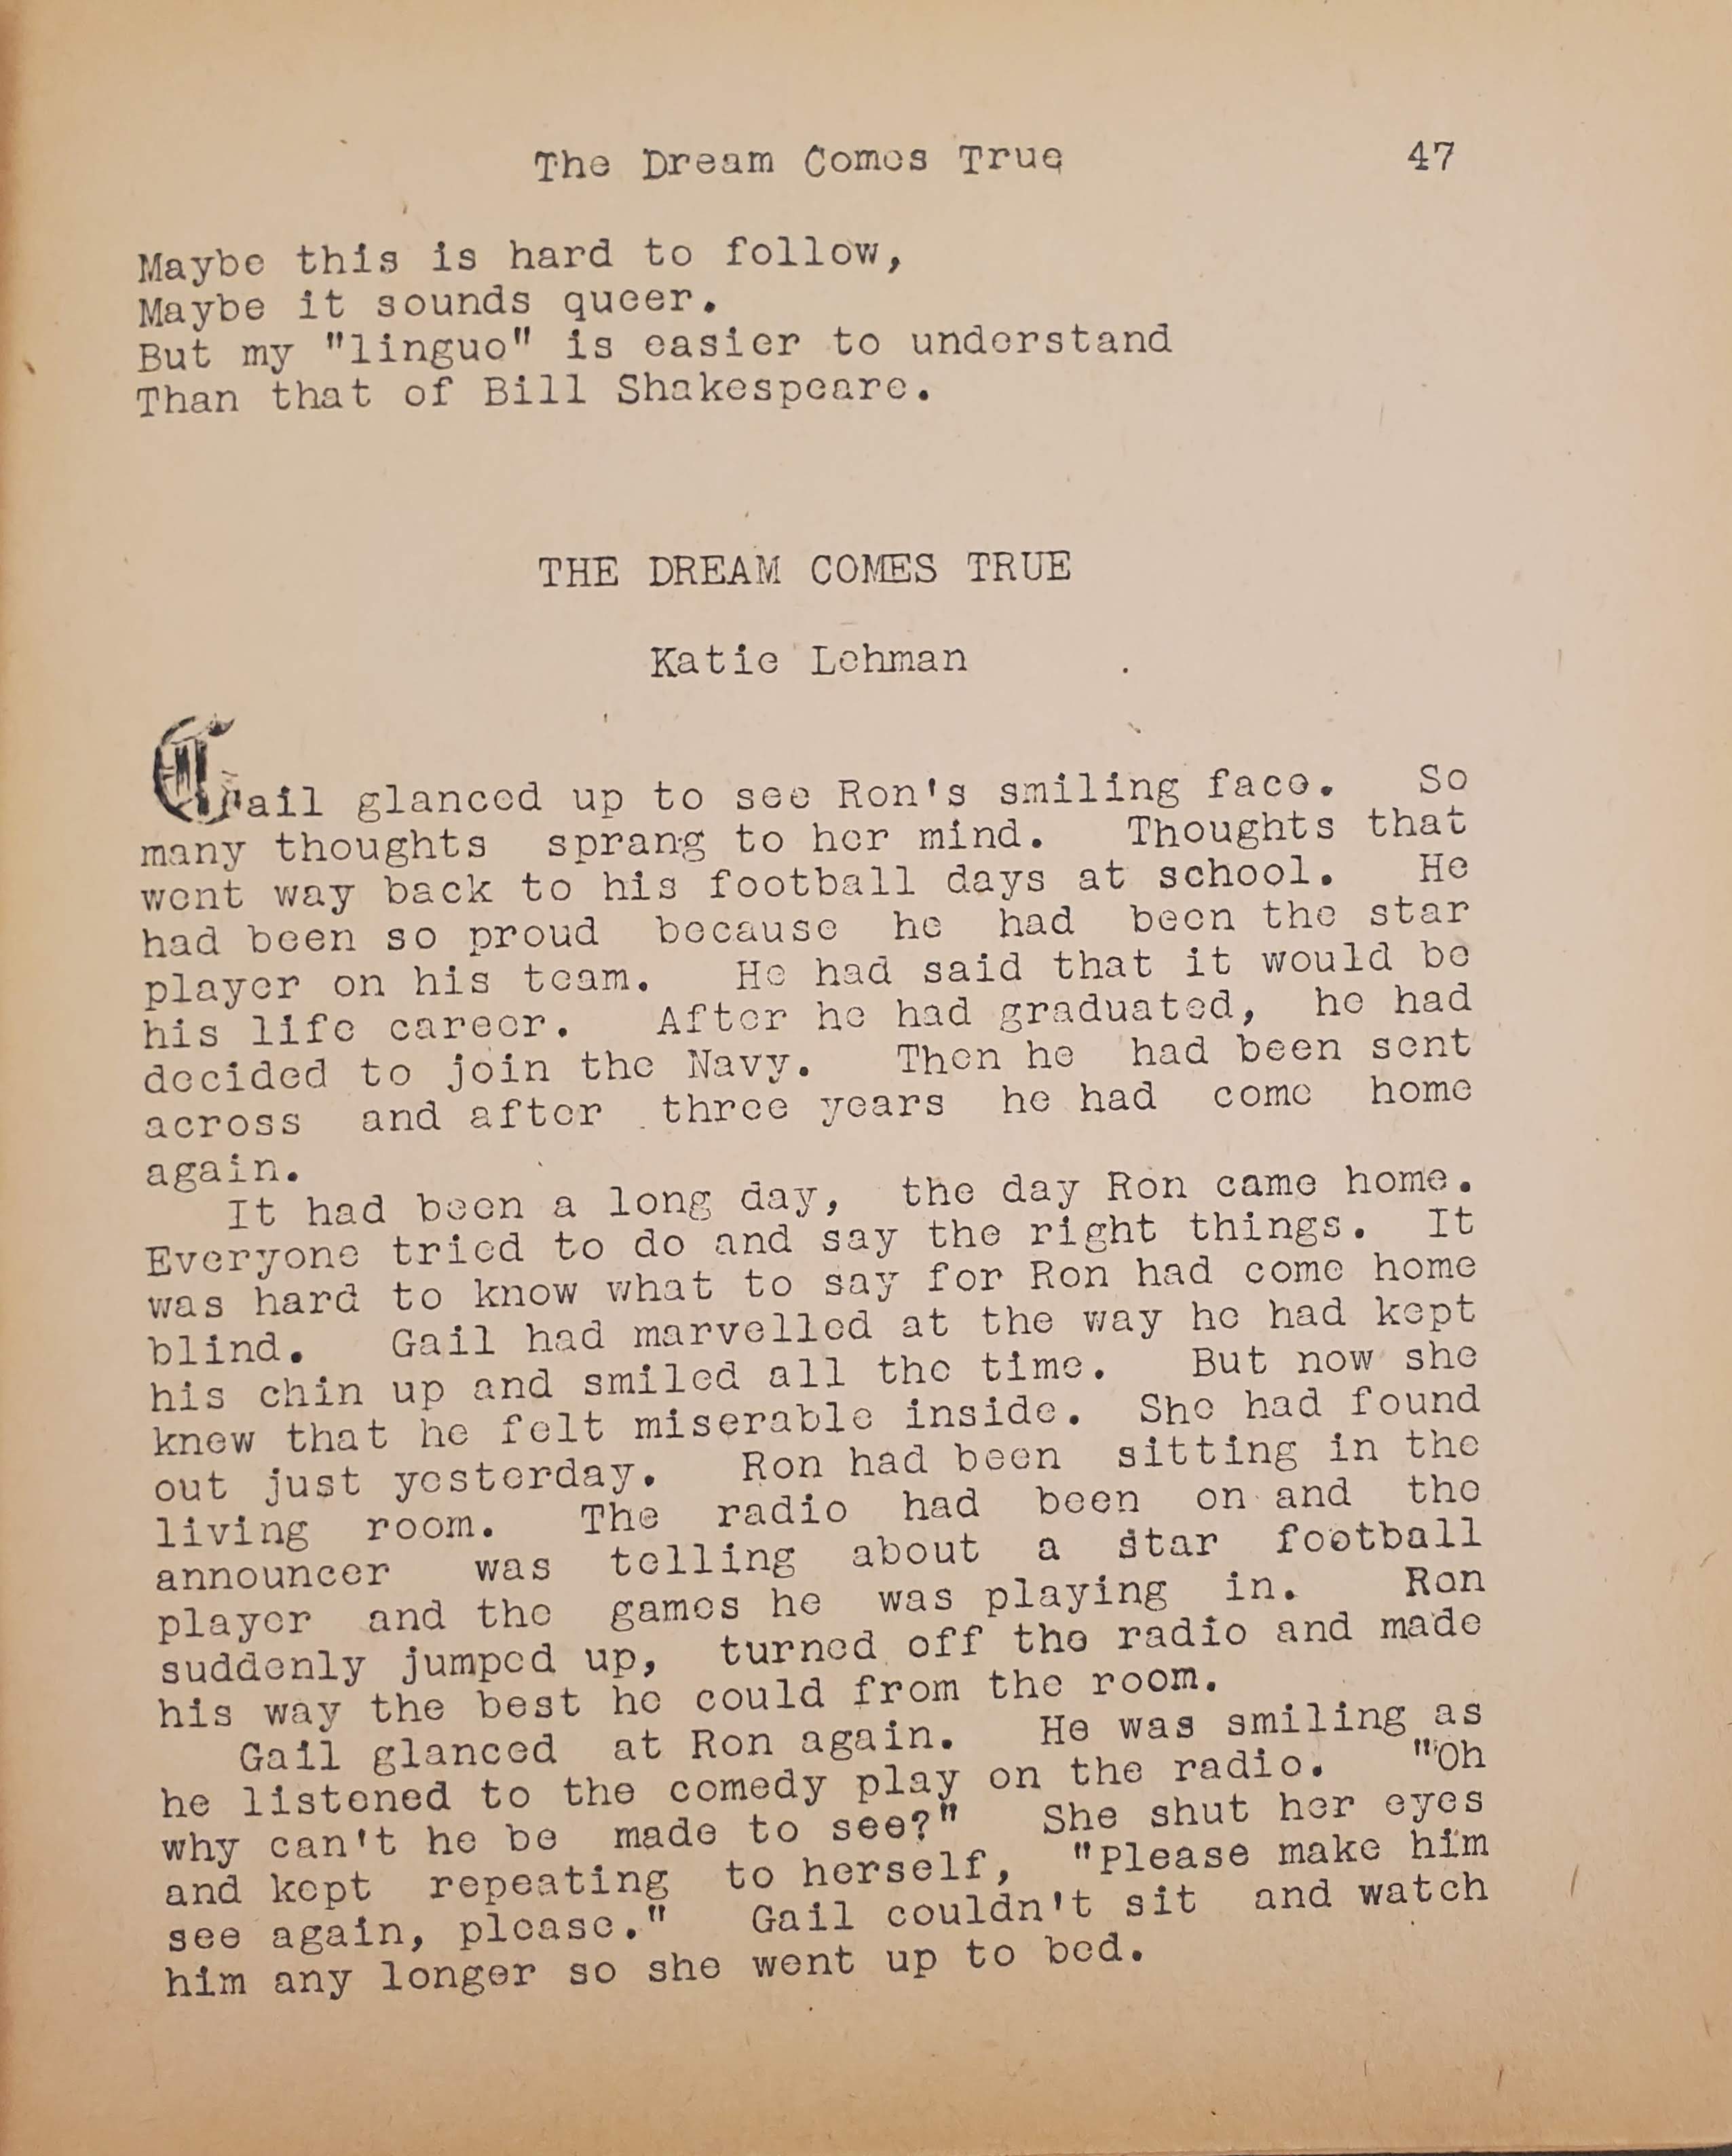 The Dream Comes True 47
Maybe this is hard to follow,
Maybe it sounds queer.
But my "linguo" is easier to understand
Than that of Bill Shakespeare.
THE DREAM COMES TRUE
Katie Lehman
Gail glanced up to see Ron's smiling face. So
many thoughts sprang to her mind. Thoughts that
went way back to his football days at school. He
had been so proud because he had been the star
player on his team. He had said that it would be
his life career. After he had graduated, he had
decided to join the Navy. Then he had been sent
across and after three years he had come home
again.
It had been a long day, the day Ron came home.
Everyone tried to do and say the right things. It
was hard to know what to say for Ron had come home
blind. Gail had marvelled at the way he had kept
his chin up and smiled all the time. But now she
knew that he felt miserable inside. She had found
out just yesterday. Ron had been sitting in the
living room. The radio had been on and the
announcer was telling about a star football
player and the games he was playing in. Ron
suddenly jumped up, turned off the radio and made
his way the best he could from the room.
Gail glanced at Ron again. He was smiling as
he listened to the comedy play on the radio. "Oh
why can't he be made to see?" She shut her eyes
and kept repeating to herself, "Please make him
see again, please." Gail couldn't sit and watch
him any longer so she went up to bed.